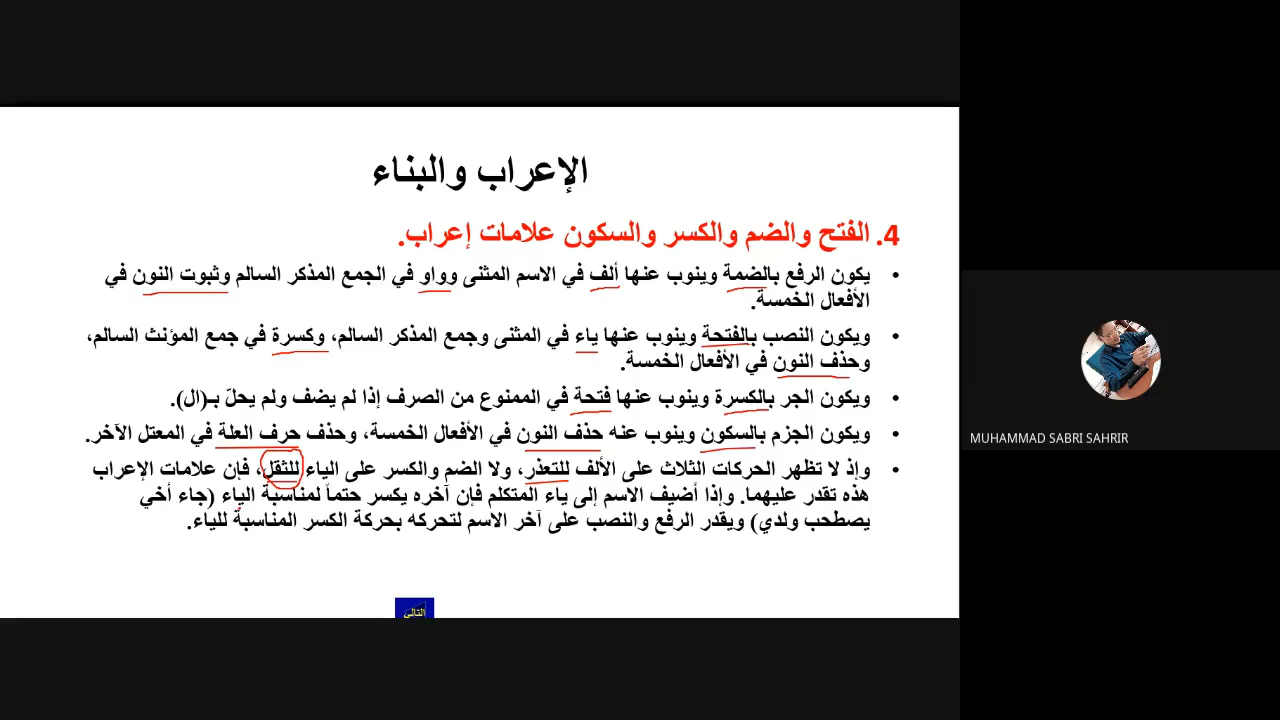 الإعراب والبناء
4. الفتح والضم والكسر والسكون علامات إعراب.
• يكون الرفع بالضمة وينوب عنها ألف في الاسم المثنى وواو في الجمع المذكر السالم وثبوت النون في
الأفعال الخمسة.
• ويكون النصب بالفتحة وينوب عنها ياء في المثنى وجمع المذكر السالم، وكسرة في جمع المؤنث السالم،
وحذف النون في الأفعال الخمسة.
• ويكون الجر بالكسرة وينوب عنها فتحة في الممنوع من الصرف إذا لم يضف ولم يحلّ بـ(ال).
• ويكون الجزم بالسكون وينوب عنه حذف النون في الأفعال الخمسة، وحذف حرف العلة في المعتل الآخر.
• وإذ لا تظهر الحركات الثلاث على الألف للتعذر، ولا الضم والكسر على الياء للثقل، فإن علامات الإعراب
هذه تقدر عليهما. وإذا أضيف الاسم إلى ياء المتكلم فإن آخره يكسر حتماً لمناسبة الياء (جاء أخي
يصطحب ولدي) ويقدر الرفع والنصب على آخر الاسم لتحركه بحركة الكسر المناسبة للياء.
التالي
MUHAMMAD SABRI SAHRIR